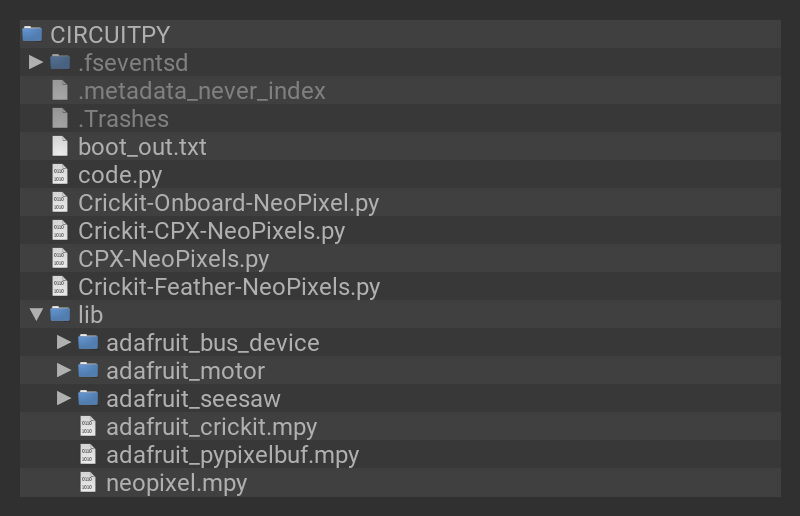 CIRCUITPY
.fseventsd
.metadata_never_index
.Trashes
boot_out.txt
code.py
Crickit-Onboard-NeoPixel.py
Crickit-CPX-NeoPixels.py
CPX-NeoPixels.py
Crickit-Feather-NeoPixels.py
lib
adafruit_bus_device
adafruit_motor
adafruit_seesaw
adafruit_crickit.mpy
adafruit_pypixelbuf.mpy
neopixel.mpy